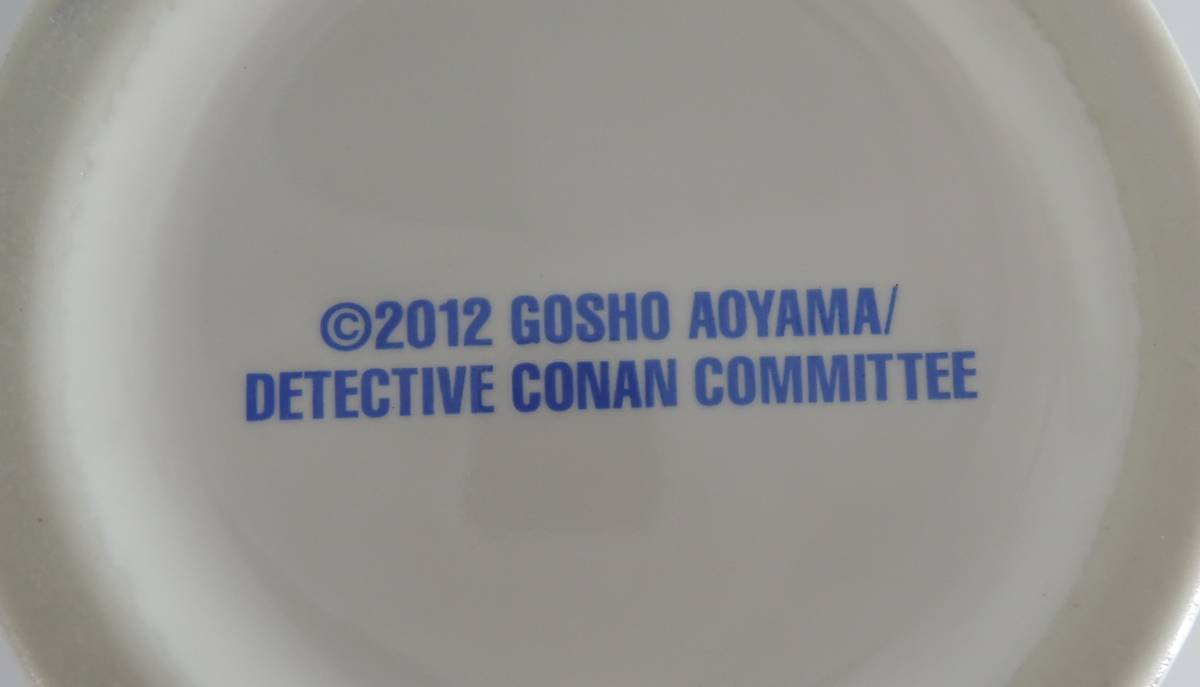 ©2012 GOSHO AOYAMA/
DETECTIVE CONAN COMMITTEE